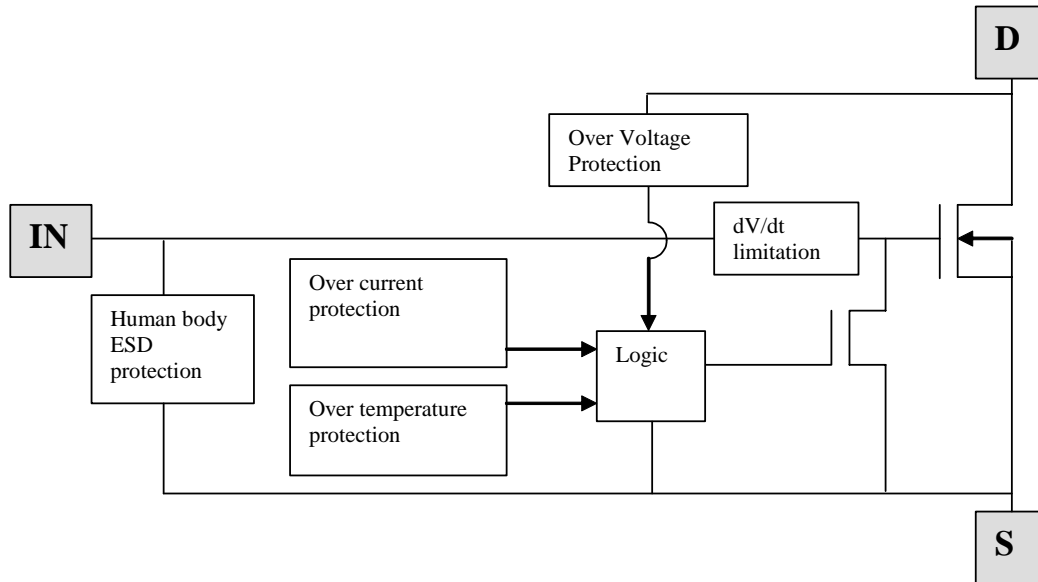 D
Over Voltage
Protection
IN
dV/dt
limitation
Over current
protection
Human body
ESD
protection
Logic
Over temperature
protection
S